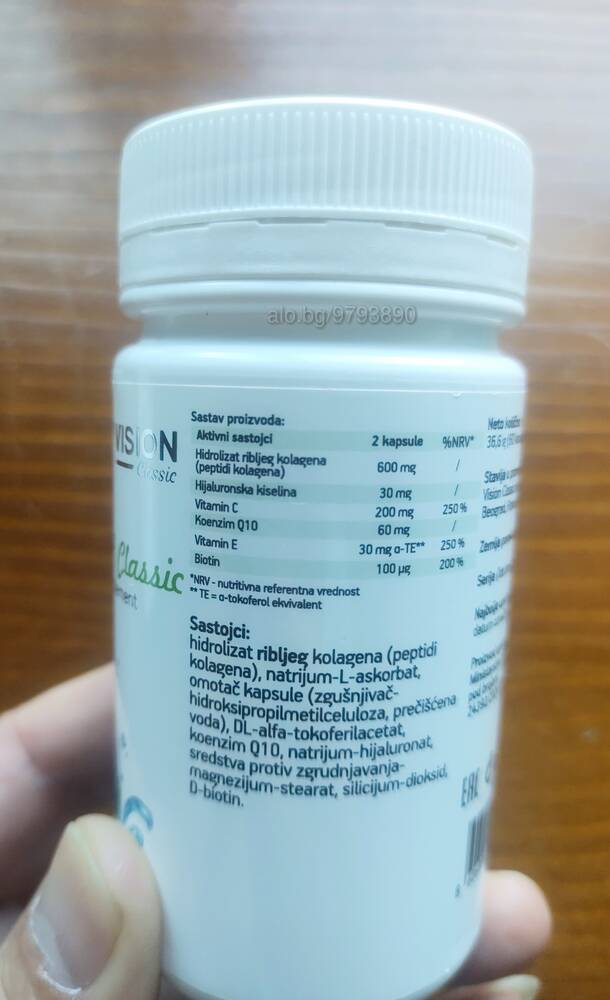 alo.bg/9793890
VISION
Classic
Classic
Sastav proizvoda:
Aktivni sastojci 2 kapsule %NRV*
Hidrolizat ribljeg kolagena
(peptidi kolagena) 600 mg /
Hijaluronska kiselina 30 mg /
Vitamin C 200 mg 250 %
Koenzim Q10 60 mg /
Vitamin E 30 mg α-TE** 250 %
Biotin 100 µg 200 %
*NRV - nutritivna referentna vrednost
** TE = α-tokoferol ekvivalent
Sastojci:
hidrolizat ribljeg kolagena (peptidi
kolagena), natrijum-L-askorbat,
omotač kapsule (zgušnjivač-
hidroksipropilmetilceluloza, prečišćena
voda), DL-alfa-tokoferilacetat,
koenzim Q10, natrijum-hijaluronat,
sredstva protiv zgrudnjavanja-
magnezijum-stearat, silicijum-dioksid,
D-biotin.
Neto
36,6 g
Vision
Beograd,
Zemlja
Serija
EAC